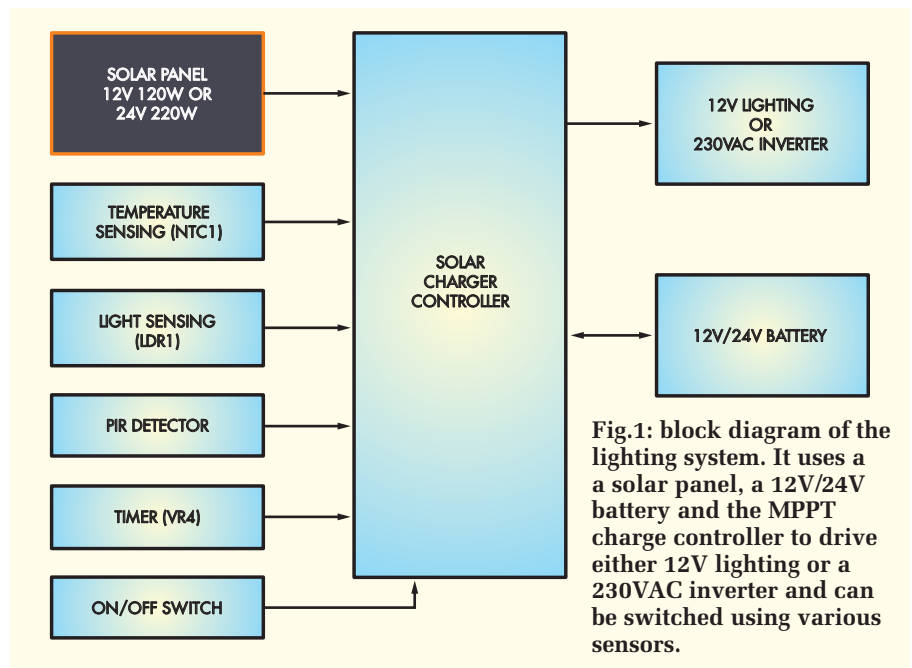 SOLAR PANEL
12V 120W OR
24V 220W
TEMPERATURE
SENSING (NTC1)
LIGHT SENSING
(LDR1)
PIR DETECTOR
TIMER (VR4)
ON/OFF SWITCH
SOLAR
CHARGER
CONTROLLER
12V LIGHTING
OR
230VAC INVERTER
12V/24V BATTERY
Fig.1: block diagram of the
lighting system. It uses a
a solar panel, a 12V/24V
battery and the MPPT
charge controller to drive
either 12V lighting or a
230VAC inverter and can
be switched using various
sensors.